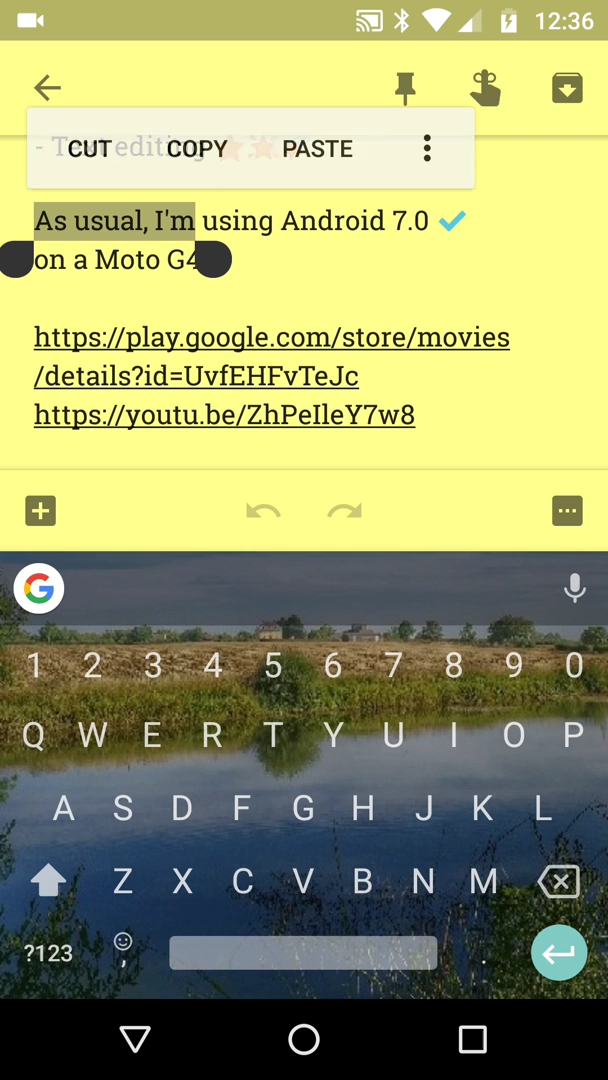 12:36
- Text editing
CUT COPY PASTE
As usual, I'm using Android 7.0
on a Moto G4
https://play.google.com/store/movies
/details?id=UvfEHFvTeJc
https://youtu.be/ZhPeIleY7w8
G
1 2 3 4 5 6 7 8 9 0
Q W E R T Y U I O P
A S D F G H J K L
Z X C V B N M
?123 , .